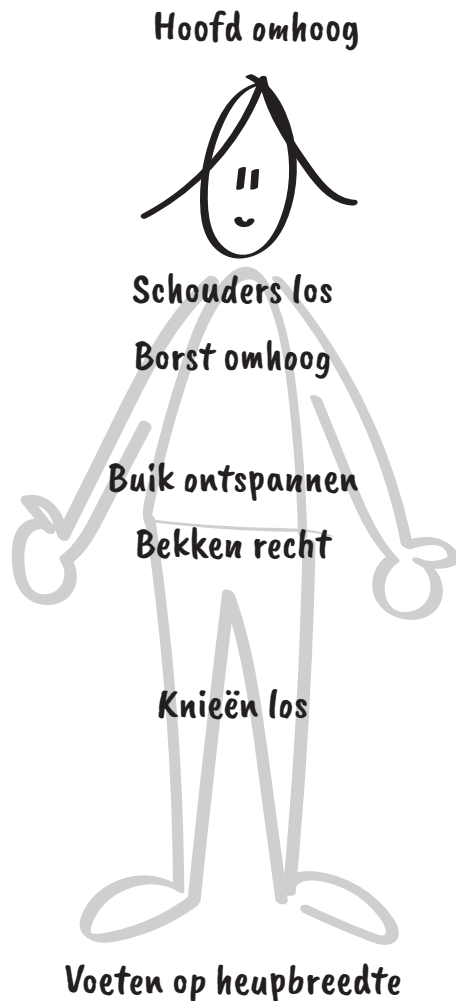 Hoofd omhoog
Schouders los
Borst omhoog
Buik ontspannen
Bekken recht
Knieën los
Voeten op heupbreedte